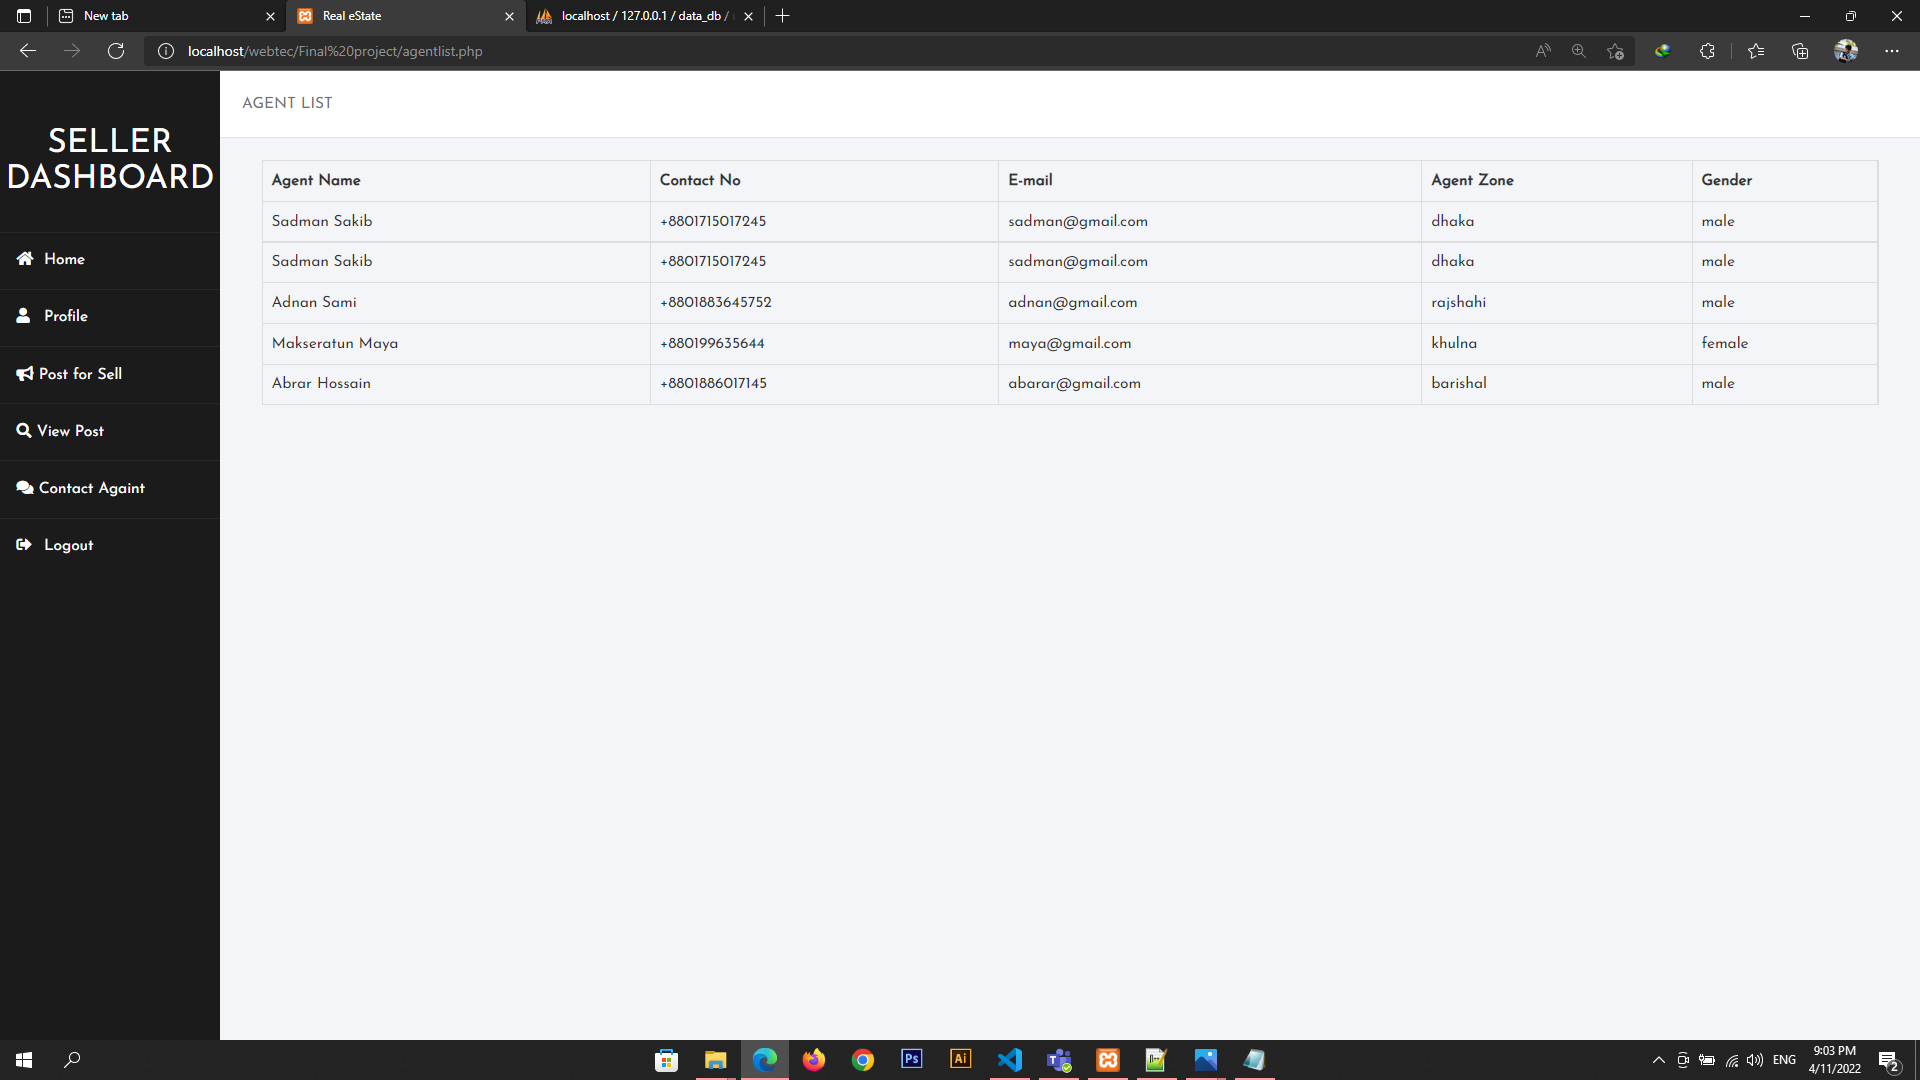 New tab
Real eState
localhost / 127.0.0.1 / data_db /
localhost/webtec/Final%20project/agentlist.php
SELLER
DASHBOARD
Home
Profile
Post for Sell
View Post
Contact Againt
Logout
AGENT LIST
Agent Name Contact No E-mail Agent Zone Gender
Sadman Sakib +8801715017245 sadman@gmail.com dhaka male
Sadman Sakib +8801715017245 sadman@gmail.com dhaka male
Adnan Sami +8801883645752 adnan@gmail.com rajshahi male
Makseratun Maya +880199635644 maya@gmail.com khulna female
Abrar Hossain +8801886017145 abarar@gmail.com barishal male
Ps
Ai
ENG
9:03 PM
4/11/2022
2